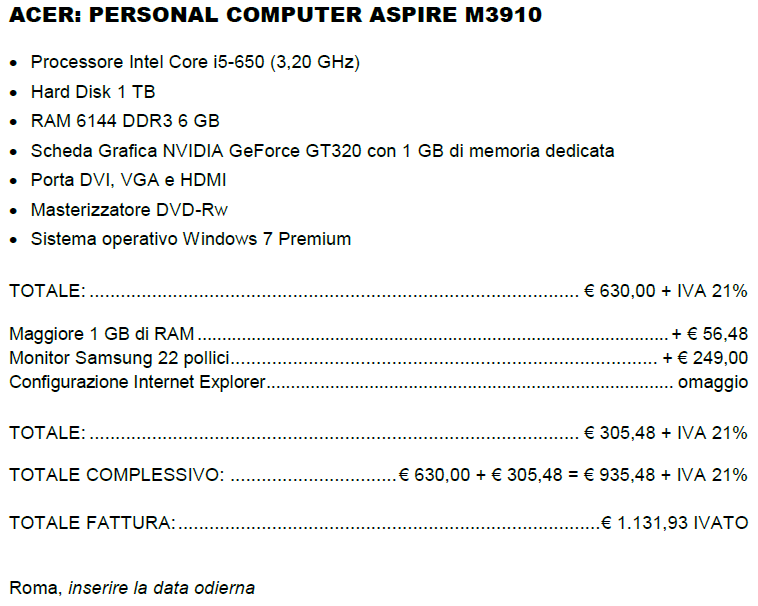 ACER: PERSONAL COMPUTER ASPIRE M3910
• Processore Intel Core i5-650 (3,20 GHz)
• Hard Disk 1 TB
• RAM 6144 DDR3 6 GB
• Scheda Grafica NVIDIA GeForce GT320 con 1 GB di memoria dedicata
• Porta DVI, VGA e HDMI
• Masterizzatore DVD-Rw
• Sistema operativo Windows 7 Premium
TOTALE: ................................................................................................ € 630,00 + IVA 21%
Maggiore 1 GB di RAM ............................................................................................. + € 56,48
Monitor Samsung 22 pollici.................................................................................... + € 249,00
Configurazione Internet Explorer................................................................................ omaggio
TOTALE: ................................................................................................ € 305,48 + IVA 21%
TOTALE COMPLESSIVO: ................................. € 630,00 + € 305,48 = € 935,48 + IVA 21%
TOTALE FATTURA:...................................................................................€ 1.131,93 IVATO
Roma, inserire la data odierna